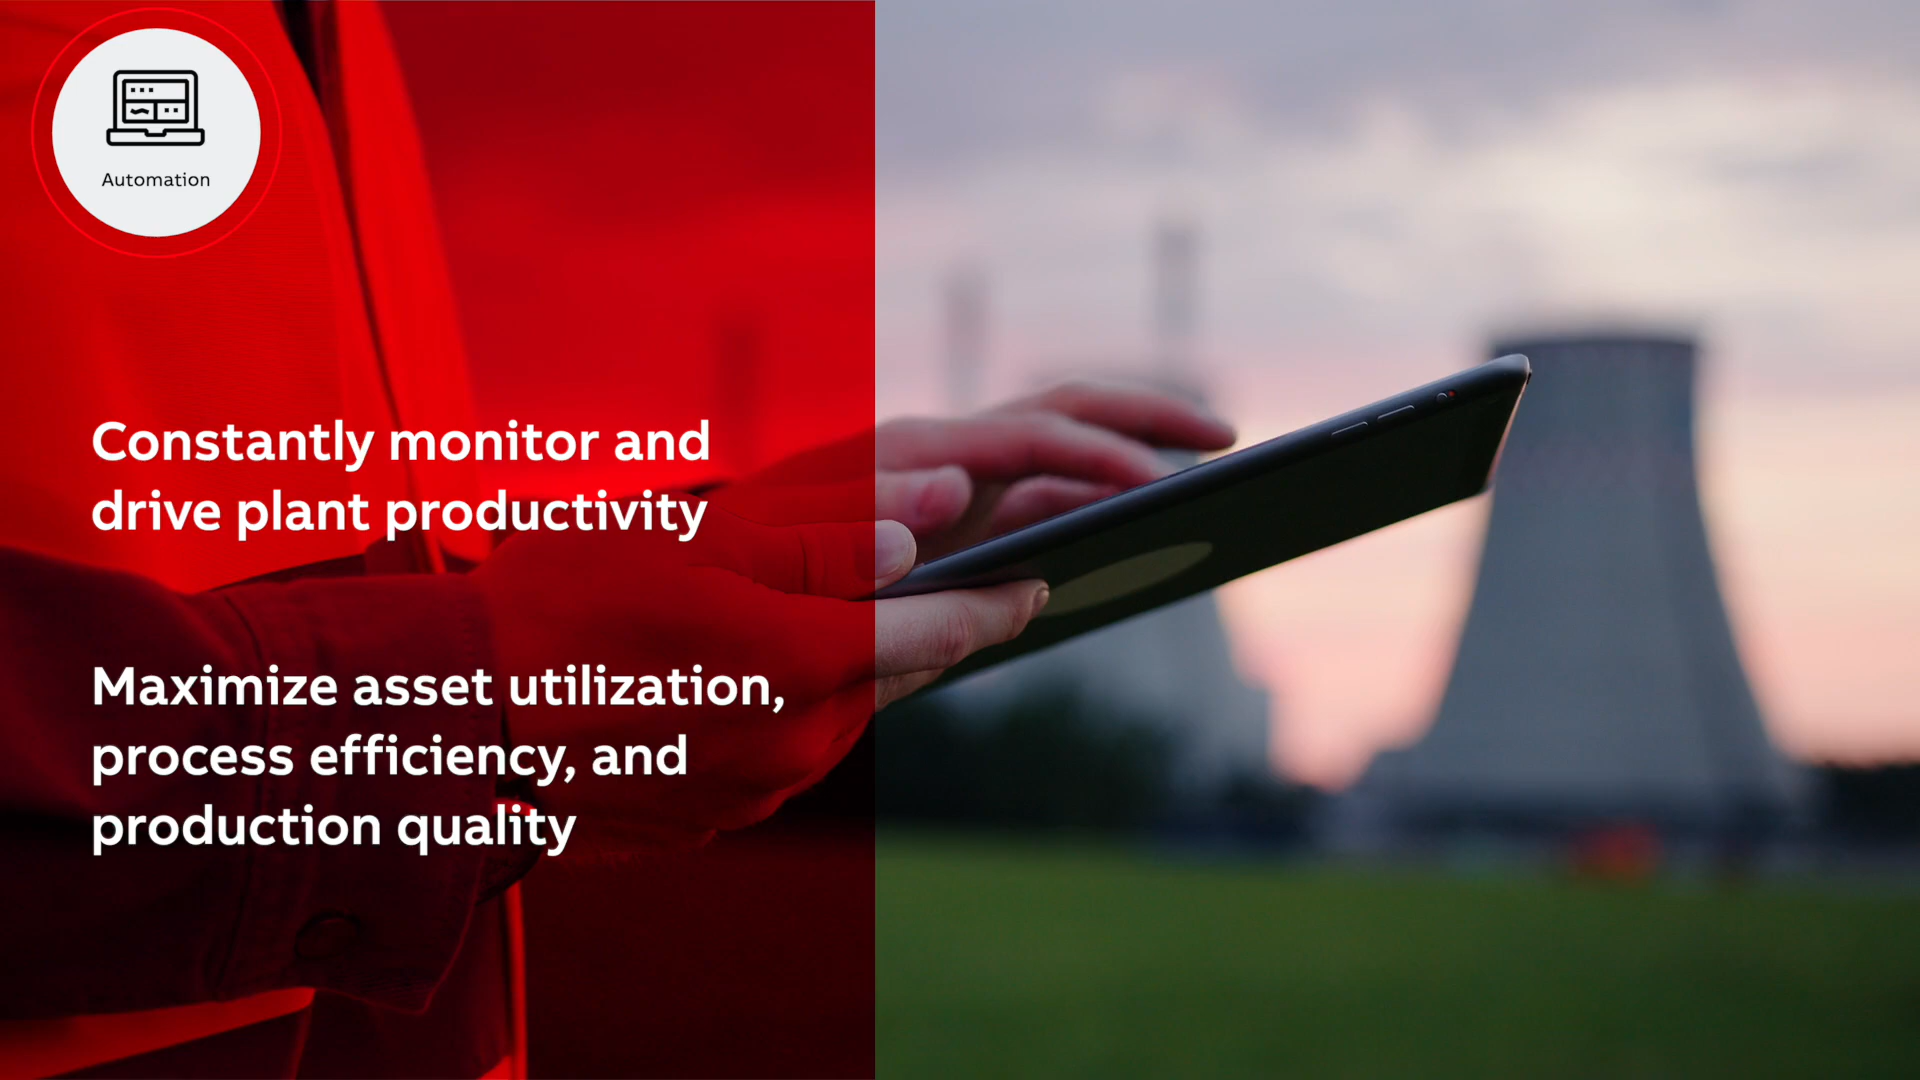 Automation
Constantly monitor and
drive plant productivity
Maximize asset utilization,
process efficiency, and
production quality